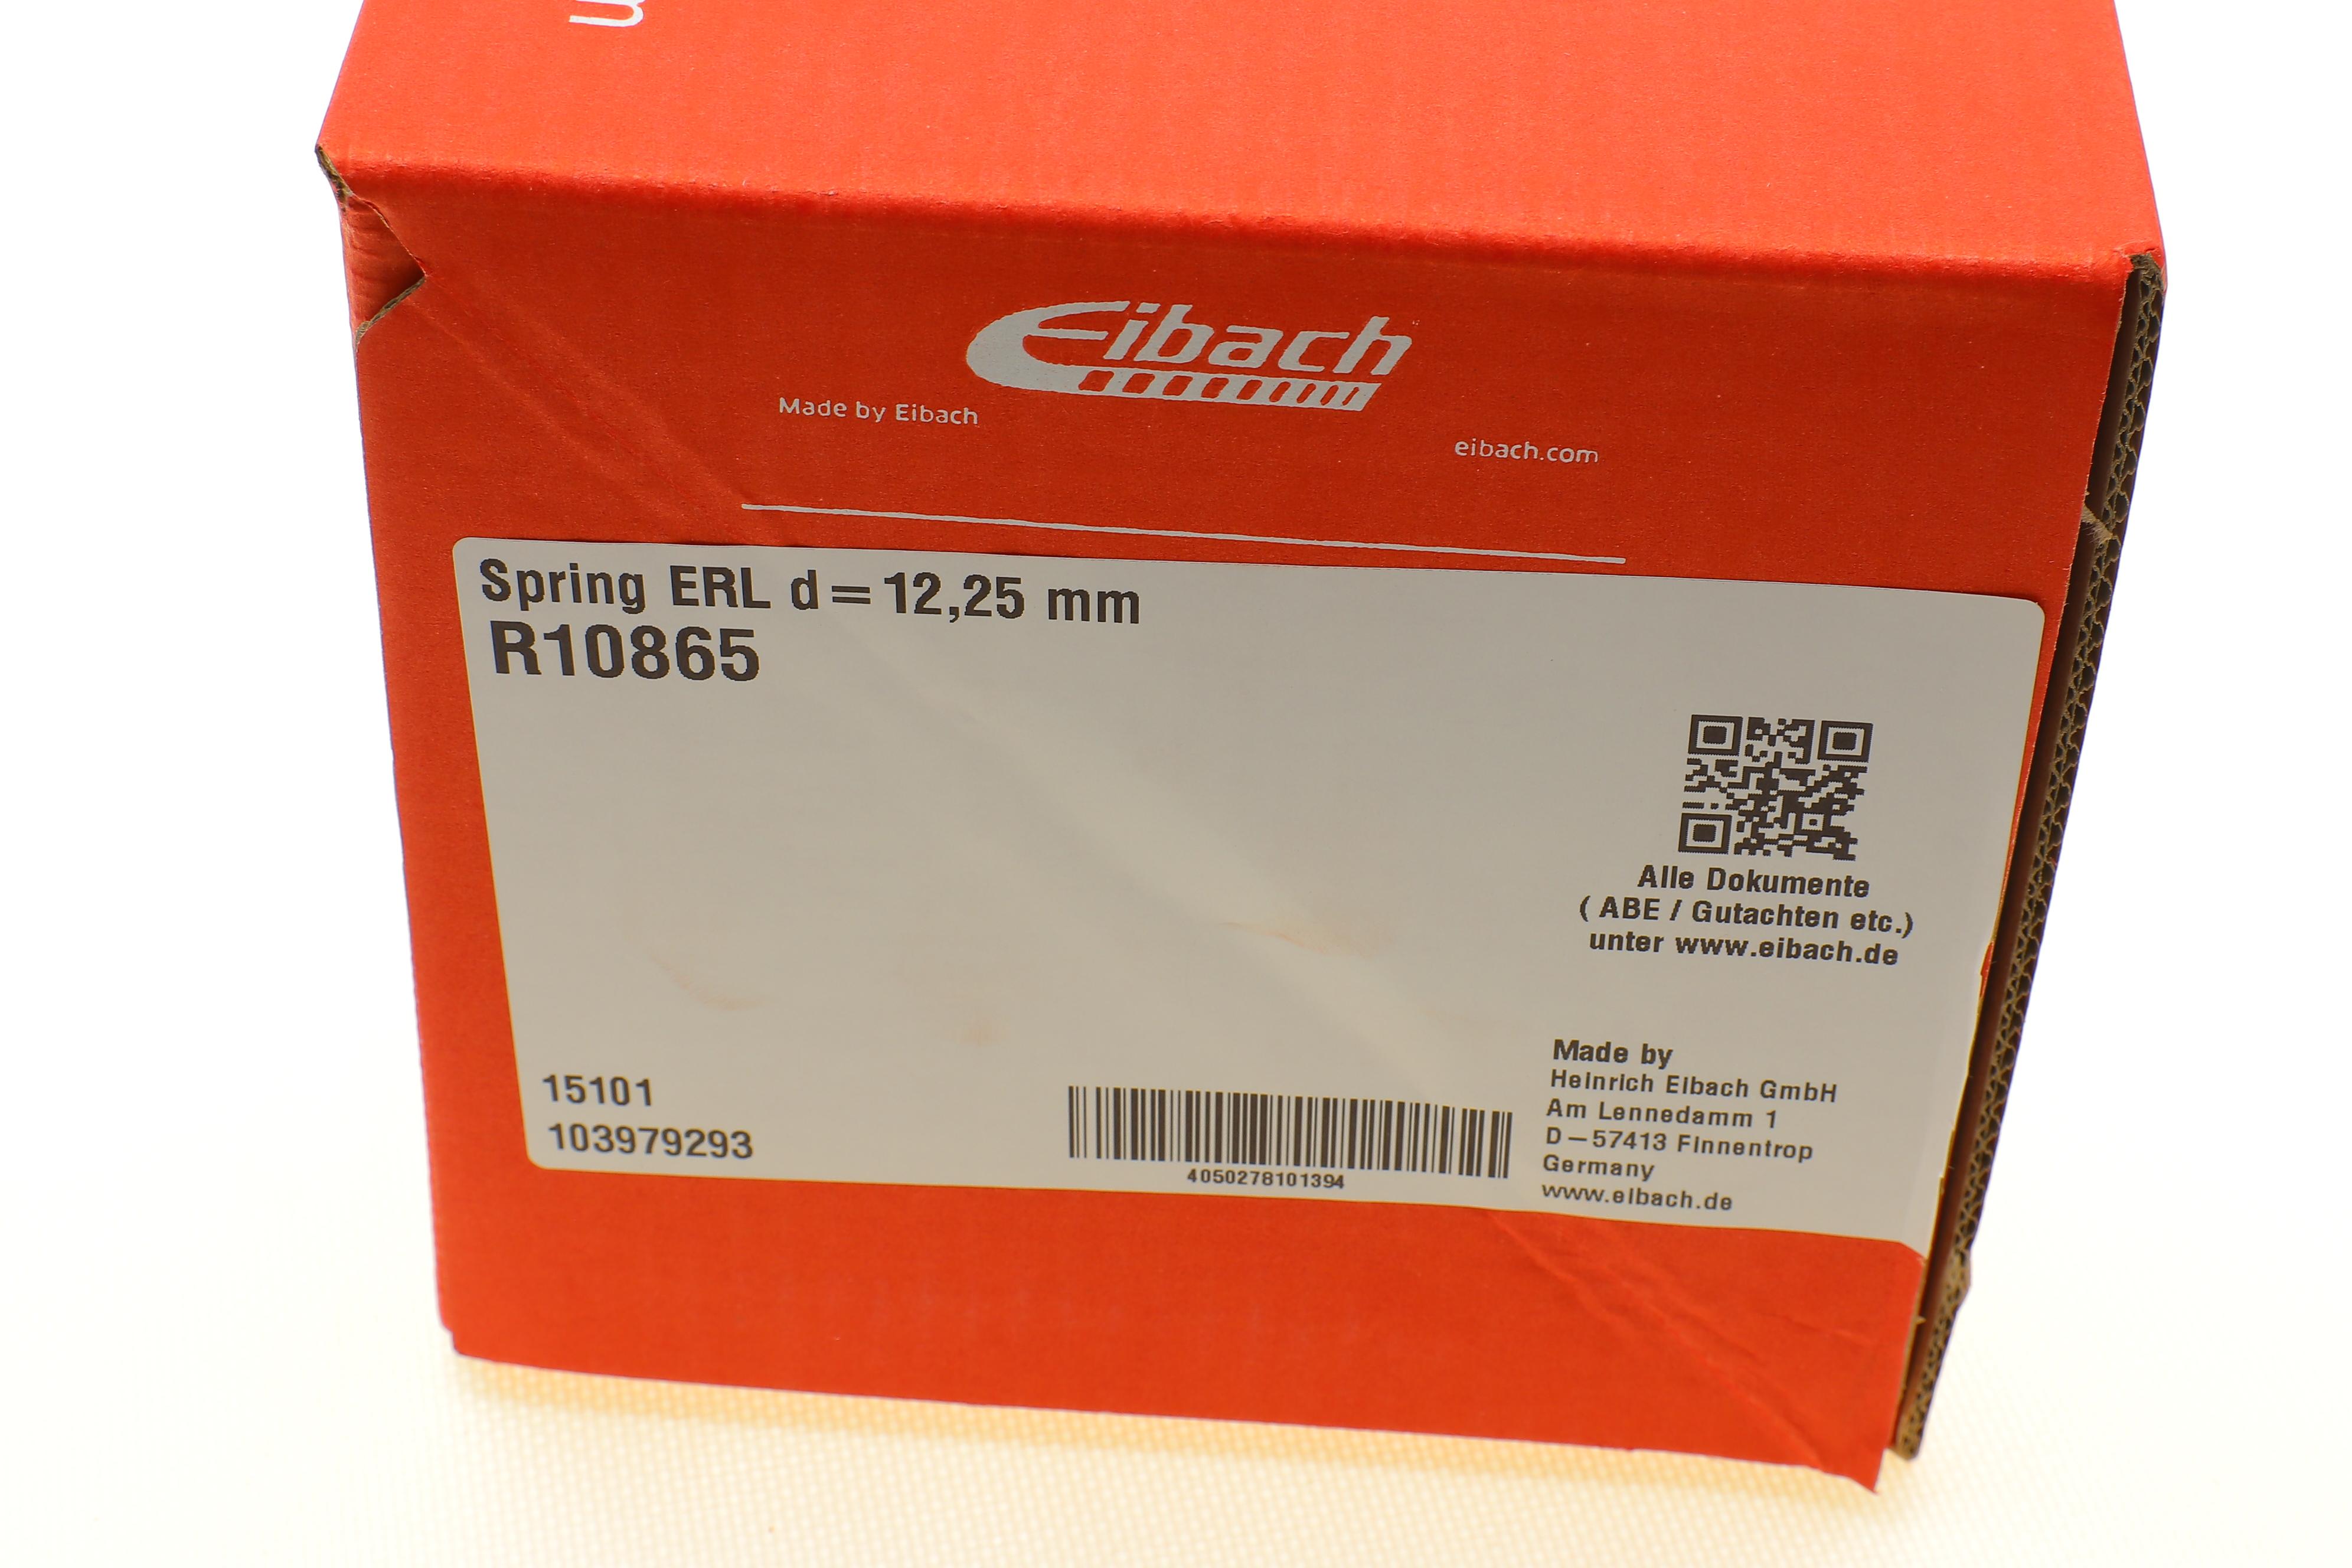 Eibach
Made by Eibach
eibach.com
Spring ERL d=12,25 mm
R10865
Alle Dokumente
( ABE / Gutachten etc.)
unter www.eibach.de
15101
103979293
4050278101394
Made by
Heinrich Eibach GmbH
Am Lennedamm 1
D–57413 Finnentrop
Germany
www.eibach.de